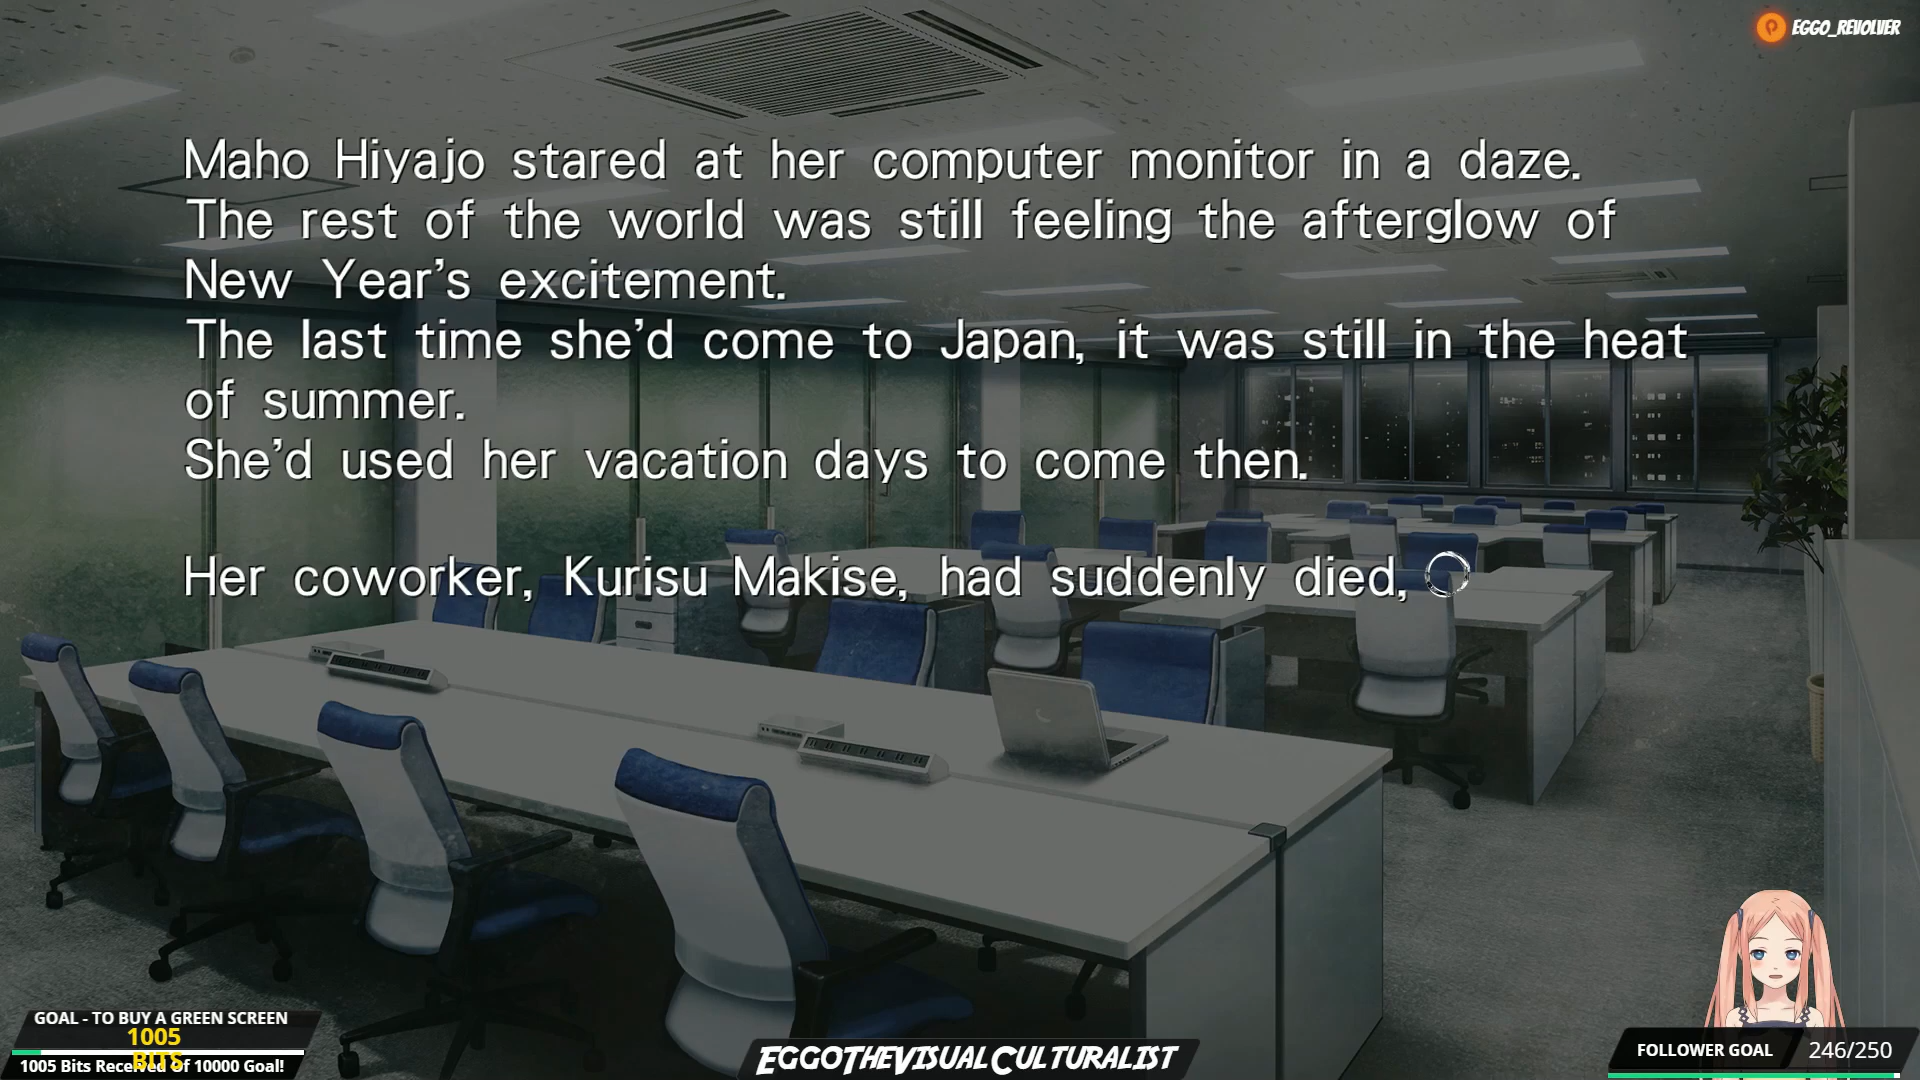 EGGO_REVOLVER
Maho Hiyajo stared at her computer monitor in a daze.
The rest of the world was still feeling the afterglow of
New Year's excitement.
The last time she'd come to Japan, it was still in the heat
of summer.
She'd used her vacation days to come then.
Her coworker, Kurisu Makise, had suddenly died,
GOAL - TO BUY A GREEN SCREEN
1005
BITS
1005 Bits Received Of 10000 Goal!
EGGOTHEVISUALCULTURALIST
FOLLOWER GOAL 246/250